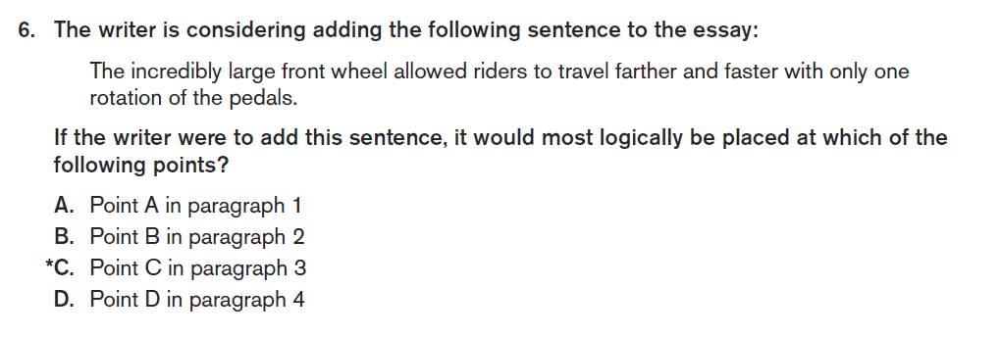 6. The writer is considering adding the following sentence to the essay:
The incredibly large front wheel allowed riders to travel farther and faster with only one
rotation of the pedals.
If the writer were to add this sentence, it would most logically be placed at which of the
following points?
A. Point A in paragraph 1
B. Point B in paragraph 2
*C. Point C in paragraph 3
D. Point D in paragraph 4